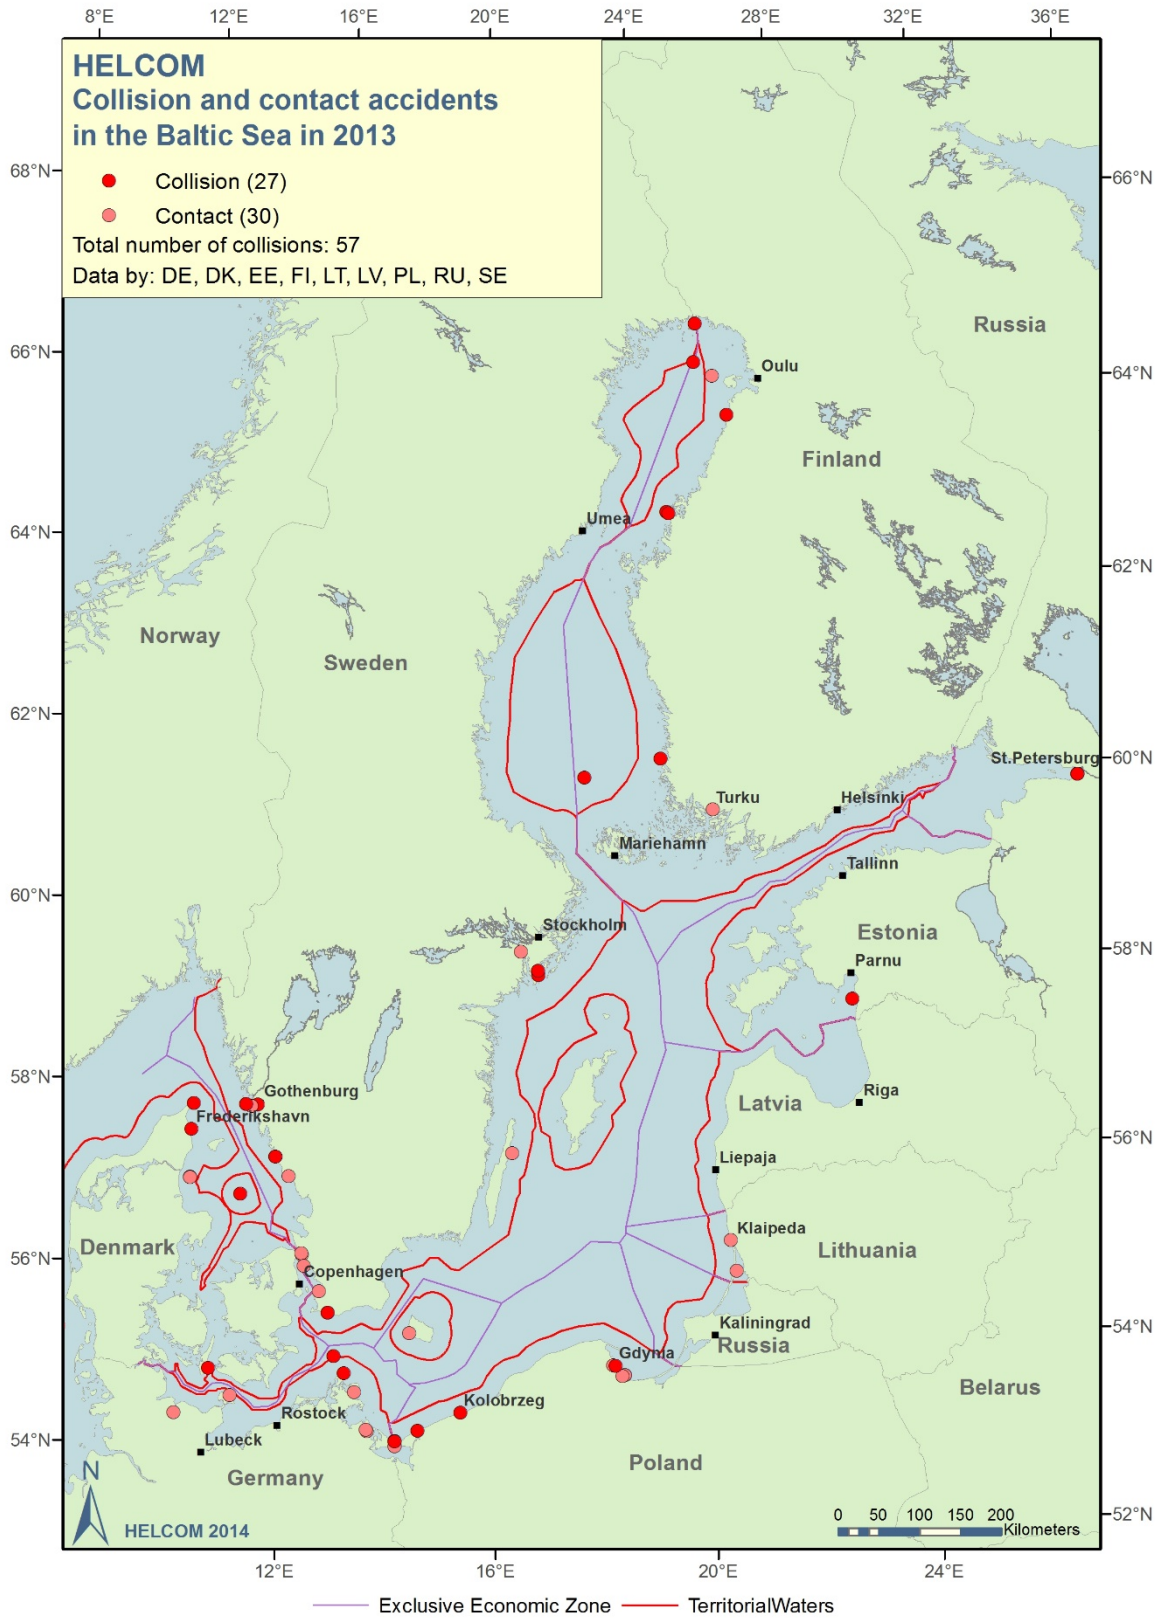 8°E 12°E 16°E 20°E 24°E 28°E 32°E 36°E
HELCOM
Collision and contact accidents
in the Baltic Sea in 2013
Collision (27)
Contact (30)
Total number of collisions: 57
Data by: DE, DK, EE, FI, LT, LV, PL, RU, SE
68°N
66°N
Russia
66°N
Oulu
64°N
Finland
Umea
64°N
62°N
Norway
Sweden
62°N
60°N
St.Petersburg
Turku
Helsinki
Mariehamn
Tallinn
60°N
Stockholm
Estonia
58°N
Parnu
58°N
Gothenburg
Riga
Latvia
Frederikshavn
56°N
Liepaja
Klaipeda
Denmark
Lithuania
56°N
Copenhagen
Kaliningrad
54°N
Russia
Gdyma
Belarus
Kolobrzeg
Rostock
54°N
Lubeck
Poland
Germany
N
52°N
0 50 100 150 200
Kilometers
HELCOM 2014
12°E 16°E 20°E 24°E
Exclusive Economic Zone
TerritorialWaters